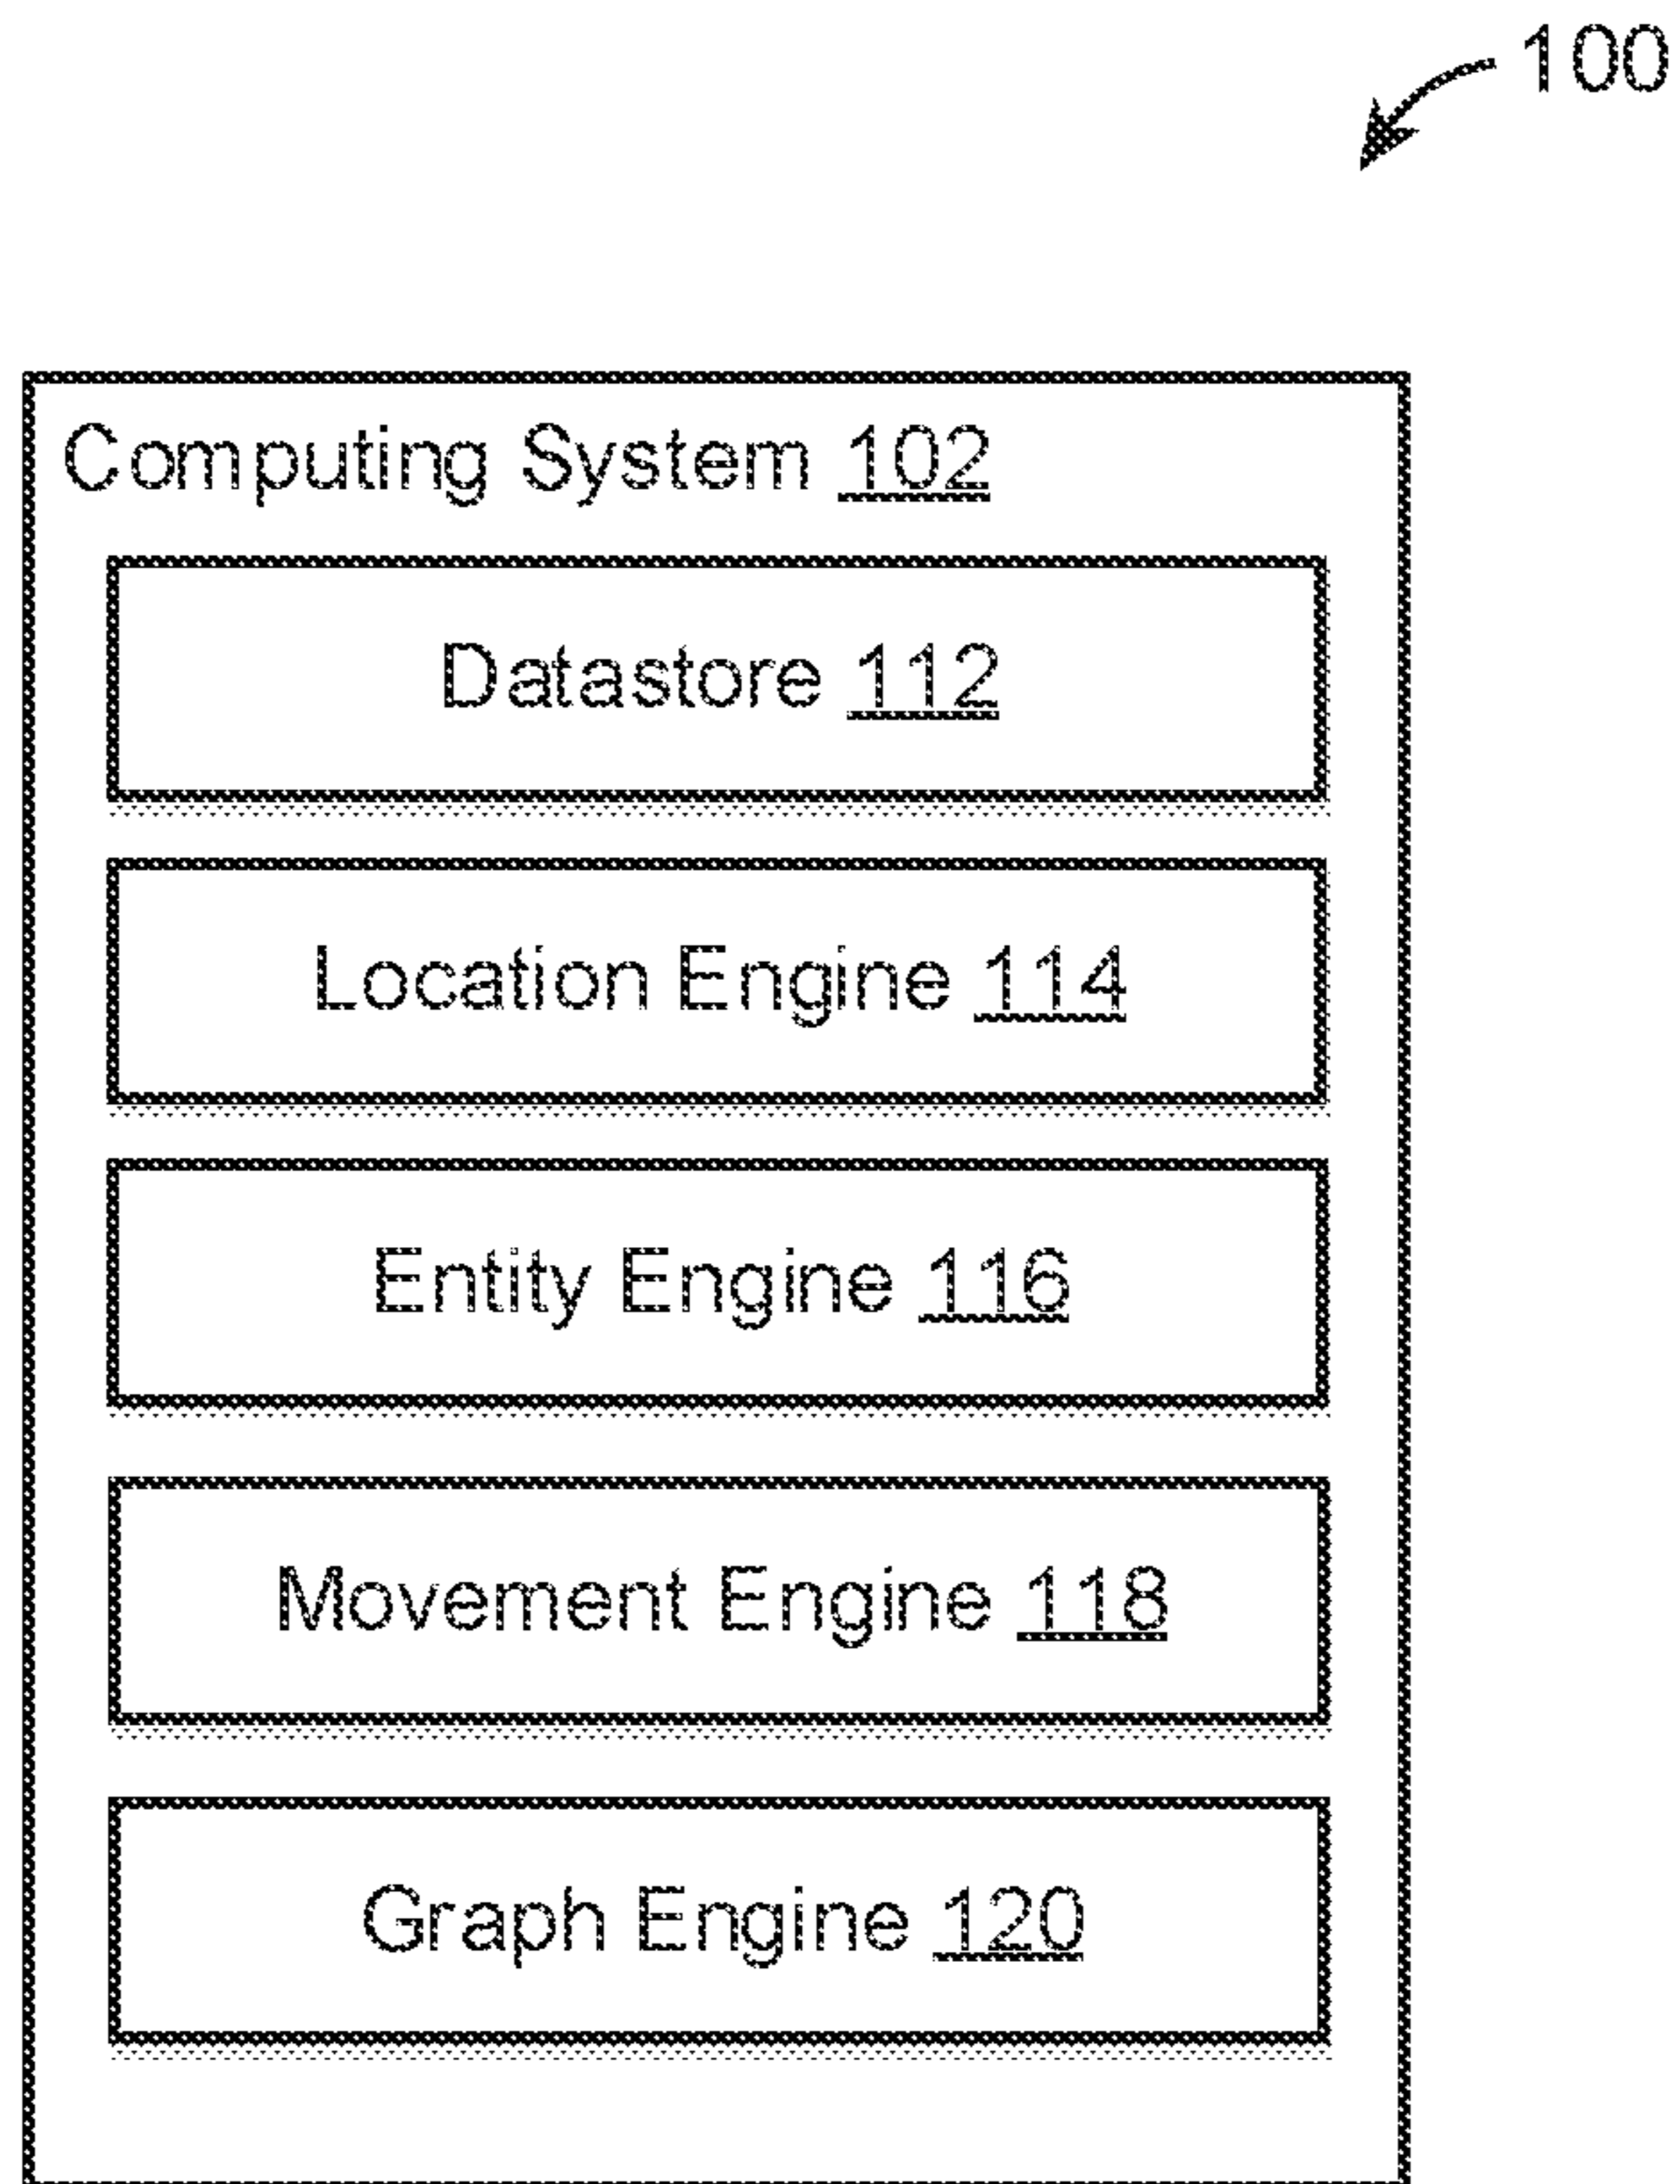 100
Computing System 102
Datastore 112
Location Engine 114
Entity Engine 116
Movement Engine 118
Graph Engine 120